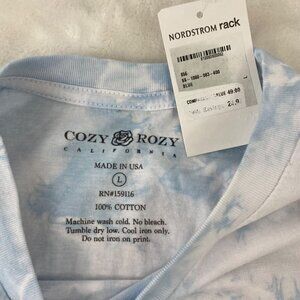 NORDSTROM rack
BLUE
COZY ROZY
CALIFORNIA
MADE IN USA
L
RN#159116
100% COTTON
Machine wash cold. No bleach.
Tumble dry low. Cool iron only.
Do not iron on print.